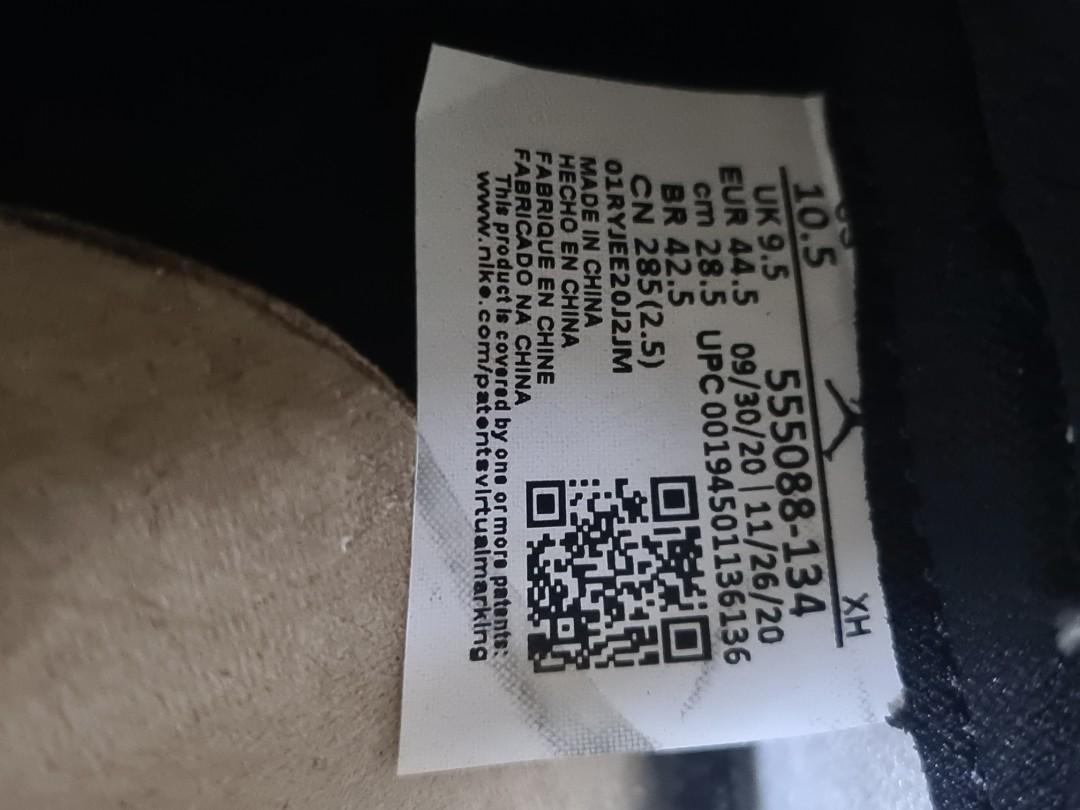 XH
10.5
UK 9.5 555088-134
EUR 44.5 09/30/20 | 11/26/20
cm 28.5 UPC 00194501136136
BR 42.5
CN 285(2.5)
01RYJEE20J2JM
MADE IN CHINA
HECHO EN CHINA
FABRIQUE EN CHINE
FABRICADO NA CHINA
This product is covered by one or more patents:
www.nike.com/patentsvirtualmarking